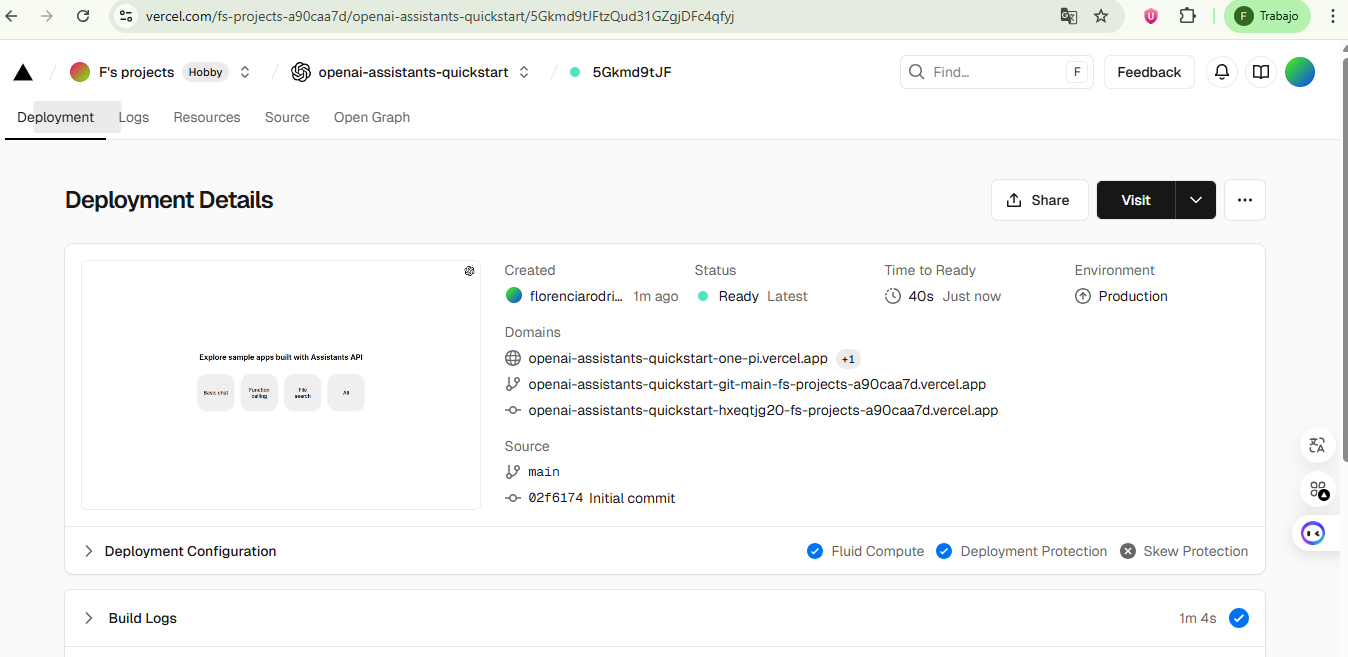 vercel.com/fs-projects-a90caa7d/openai-assistants-quickstart/5Gkmd9tJFtzQud31GZgjDFc4qfyj
F Trabajo
F's projects Hobby openai-assistants-quickstart 5Gkmd9tJF Find... F Feedback
Deployment Logs Resources Source Open Graph
Deployment Details Share Visit
Created Status Time to Ready Environment
florenciarodri... 1m ago Ready Latest 40s Just now Production
Domains
openai-assistants-quickstart-one-pi.vercel.app +1
openai-assistants-quickstart-git-main-fs-projects-a90caa7d.vercel.app
openai-assistants-quickstart-hxeqtjg20-fs-projects-a90caa7d.vercel.app
Source
main
02f6174 Initial commit
Explore sample apps built with Assistants API
Basic chat
Function calling
File search
All
Deployment Configuration Fluid Compute Deployment Protection Skew Protection
Build Logs 1m 4s